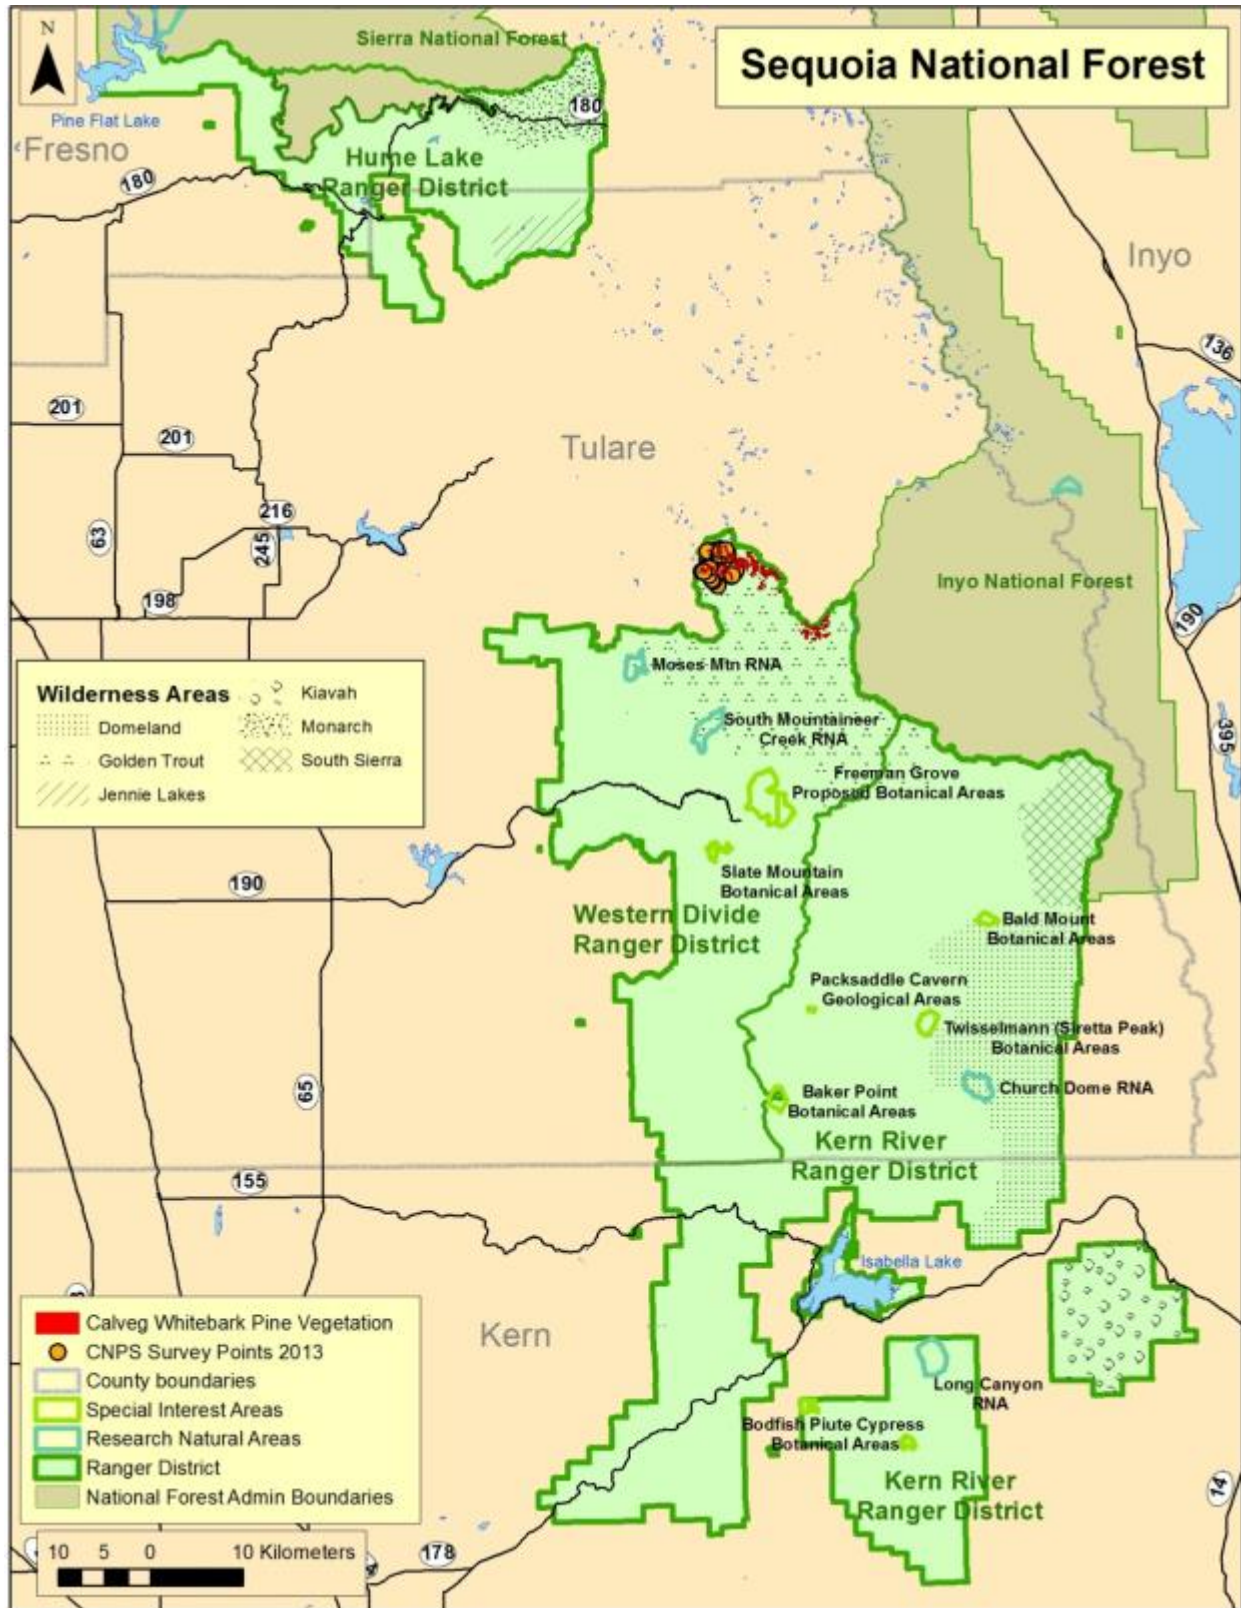 N
Sierra National Forest
Sequoia National Forest
180
Pine Flat Lake
Fresno
Hume Lake
Ranger District
180
Inyo
136
201
201
Tulare
216
63
245
198
Inyo National Forest
190
Moses Mtn RNA
Wilderness Areas
Kiavah
Domeland
Monarch
Golden Trout
South Sierra
Jennie Lakes
South Mountaineer
Creek RNA
395
Freeman Grove
Proposed Botanical Areas
190
Slate Mountain
Botanical Areas
Western Divide
Ranger District
Bald Mount
Botanical Areas
Packsaddle Cavern
Geological Areas
Twisselmann (Siretta Peak)
Botanical Areas
65
Church Dome RNA
Baker Point
Botanical Areas
Kern River
Ranger District
155
Isabella Lake
Kern
Calveg Whitebark Pine Vegetation
CNPS Survey Points 2013
County boundaries
Special Interest Areas
Research Natural Areas
Ranger District
National Forest Admin Boundaries
Long Canyon
RNA
Bodfish Piute Cypress
Botanical Areas
Kern River
Ranger District
14
10 5 0 10 Kilometers
178